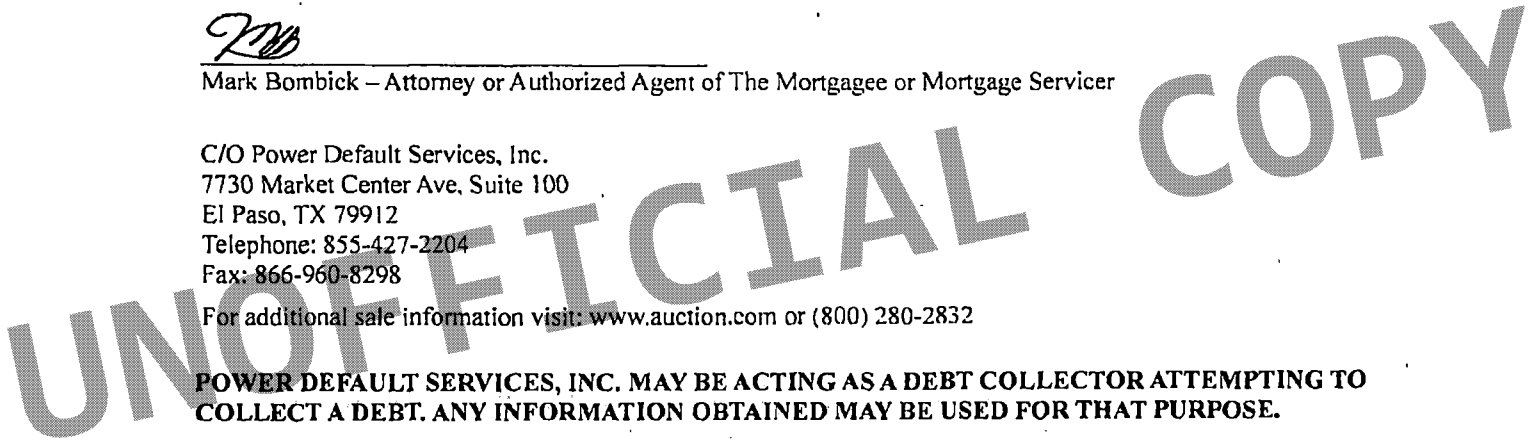 Mark Bombick – Attorney or Authorized Agent of The Mortgagee or Mortgage Servicer
C/O Power Default Services, Inc.
7730 Market Center Ave, Suite 100
El Paso, TX 79912
Telephone: 855-427-2204
Fax: 866-960-8298
For additional sale information visit: www.auction.com or (800) 280-2832
POWER DEFAULT SERVICES, INC. MAY BE ACTING AS A DEBT COLLECTOR ATTEMPTING TO
COLLECT A DEBT. ANY INFORMATION OBTAINED MAY BE USED FOR THAT PURPOSE.
UNOFFICIAL COPY